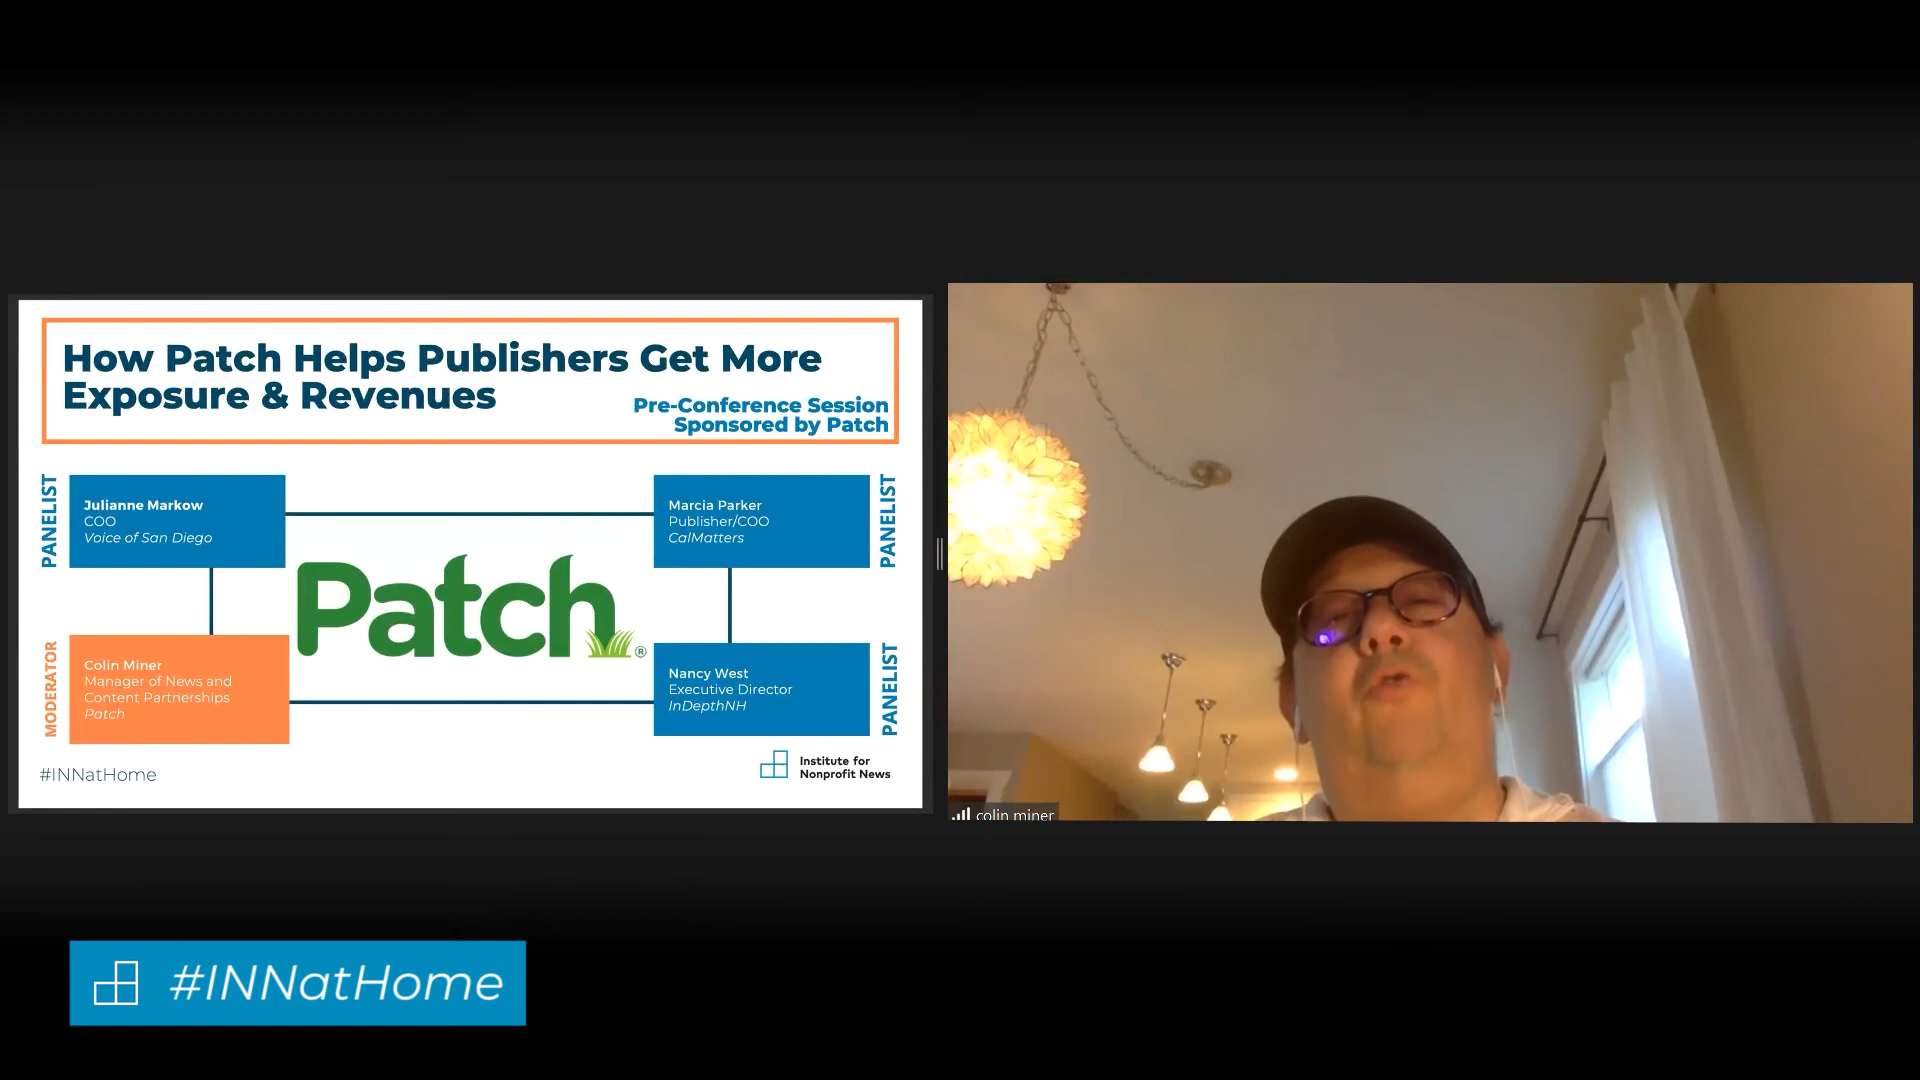 How Patch Helps Publishers Get More
Exposure & Revenues
Pre-Conference Session
Sponsored by Patch
PANELIST
Julianne Markow
COO
Voice of San Diego
Marcia Parker
Publisher/COO
CalMatters
PANELIST
Patch®
MODERATOR
Colin Miner
Manager of News and
Content Partnerships
Patch
Nancy West
Executive Director
InDepthNH
PANELIST
#INNatHome
Institute for
Nonprofit News
colin miner
#INNatHome